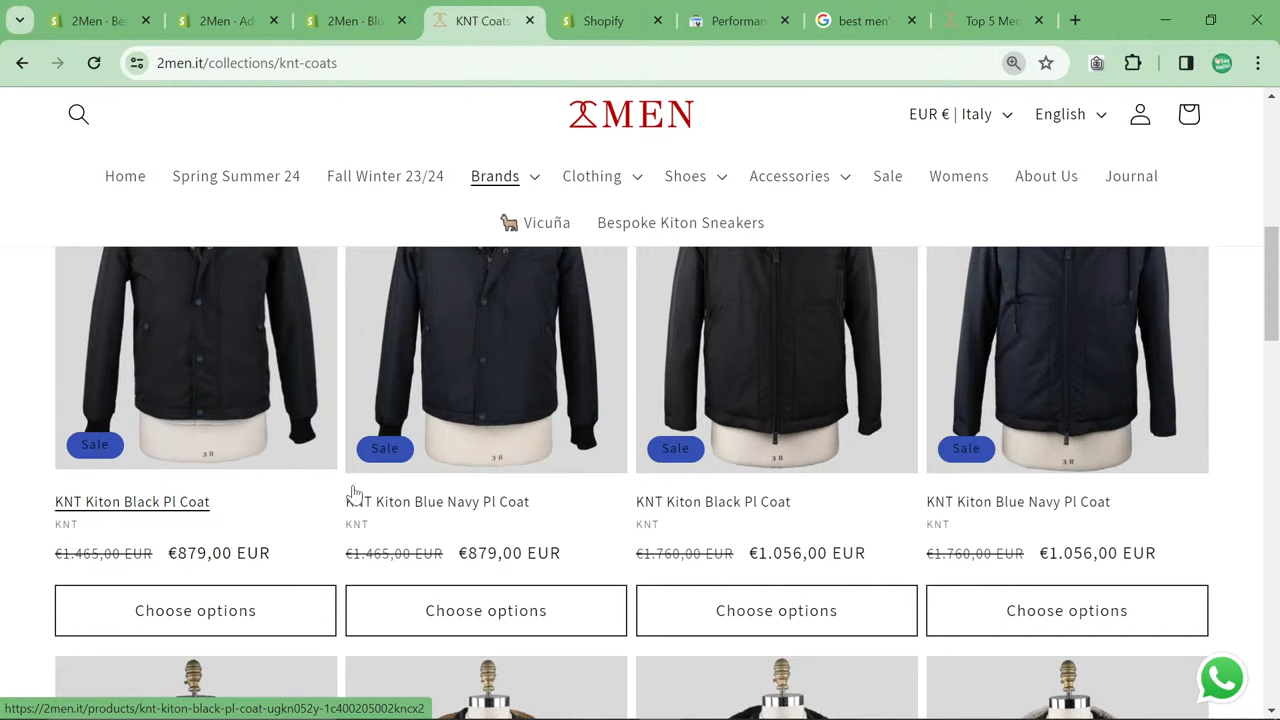 2Men - Be
2Men - Ad
2Men - Blo
KNT Coats
Shopify
Performan
best men'
Top 5 Men
2men.it/collections/knt-coats
2MEN
EUR € | Italy
English
Home
Spring Summer 24
Fall Winter 23/24
Brands
Clothing
Shoes
Accessories
Sale
Womens
About Us
Journal
Vicuña
Bespoke Kiton Sneakers
38
38
38
38
Sale
Sale
Sale
Sale
KNT Kiton Black Pl Coat
KNT
€1.465,00 EUR €879,00 EUR
Choose options
KNT Kiton Blue Navy Pl Coat
KNT
€1.465,00 EUR €879,00 EUR
Choose options
KNT Kiton Black Pl Coat
KNT
€1.760,00 EUR €1.056,00 EUR
Choose options
KNT Kiton Blue Navy Pl Coat
KNT
€1.760,00 EUR €1.056,00 EUR
Choose options
https://2men.it/products/knt-kiton-black-pl-coat-ugkn052y-1c400205002kncx2